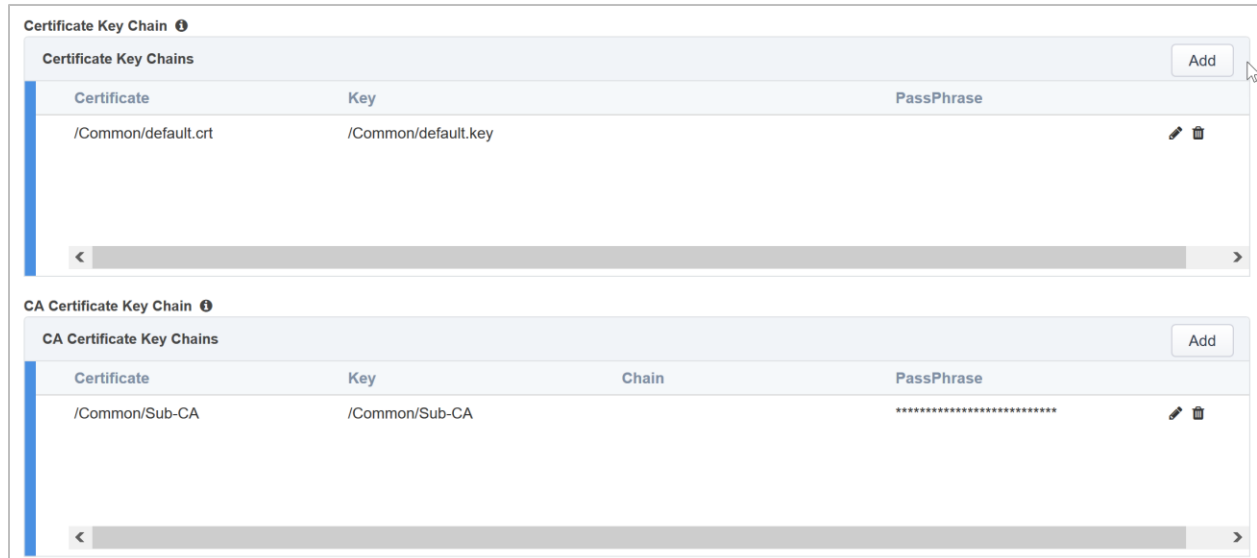 Certificate Key Chain
Certificate Key Chains Add
Certificate Key PassPhrase
/Common/default.crt /Common/default.key
CA Certificate Key Chain
CA Certificate Key Chains Add
Certificate Key Chain PassPhrase
/Common/Sub-CA /Common/Sub-CA ***************************